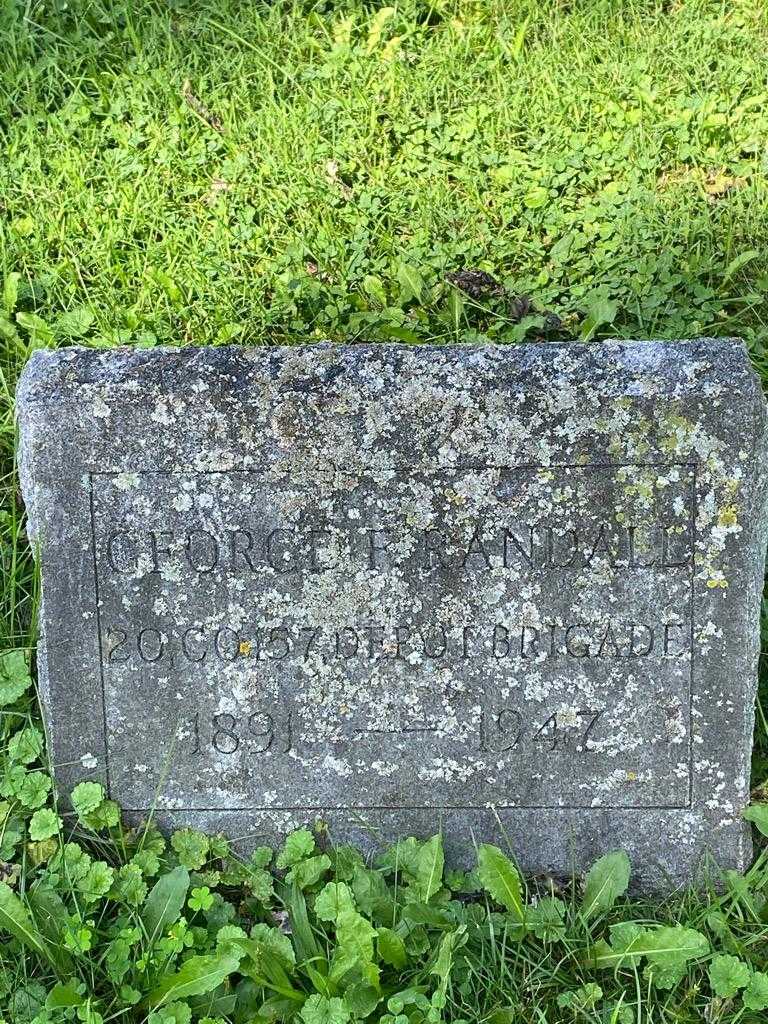 GEORGE F. RANDALL
20, CO. 157, DEPOT BRIGADE
1891 — 1947